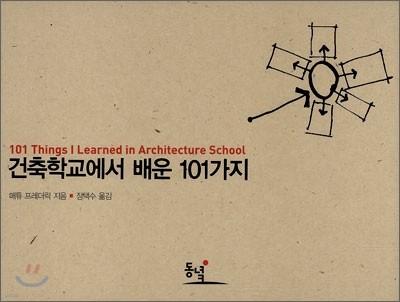 101 Things I Learned in Architecture School
건축학교에서 배운 101가지
매튜 프레더릭 지음 ■ 장택수 옮김
동녘
yes24